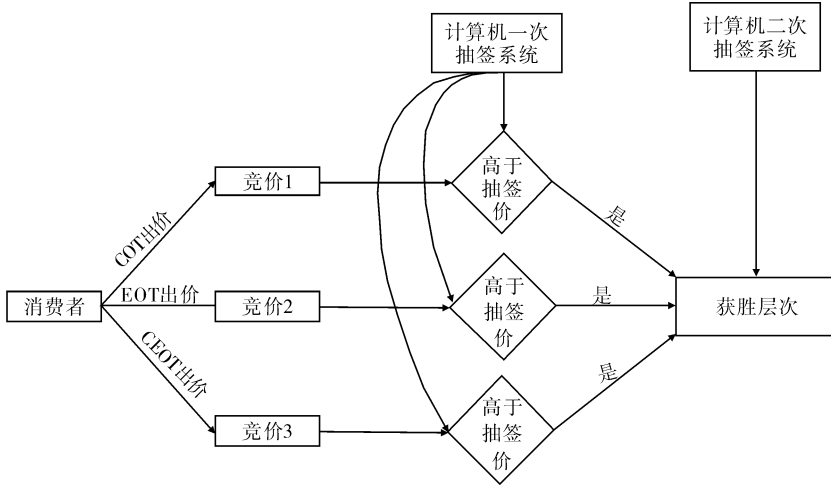 计算机一次
抽签系统
计算机二次
抽签系统
高于
抽签
价
竞价1
COT出价
是
消费者
EOT出价
竞价2
高于
抽签
价
是
获胜层次
CEOT出价
竞价3
高于
抽签
价
是